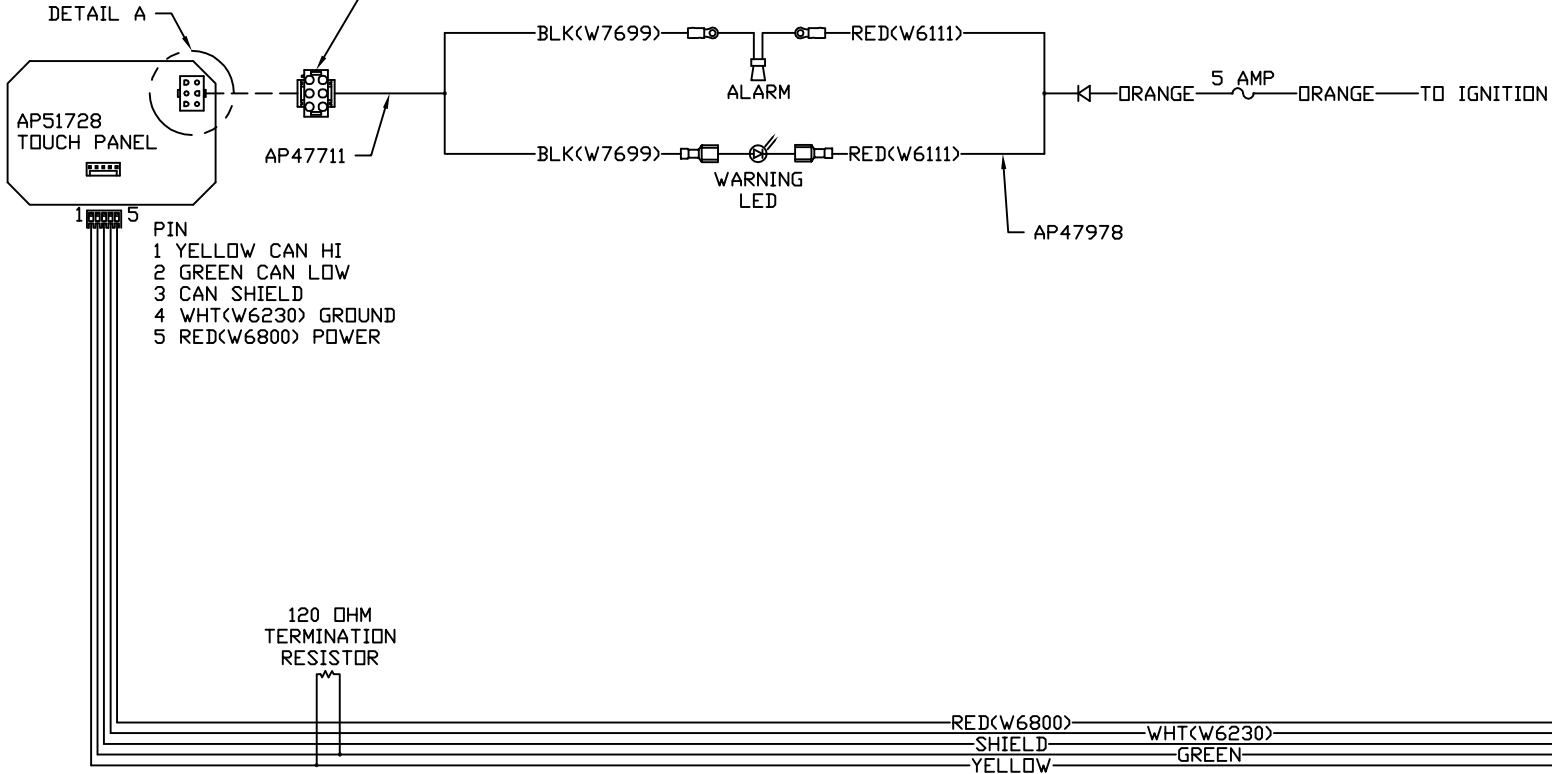 DETAIL A
BLK(W7699)
RED(W6111)
ALARM
5 AMP
ORANGE
ORANGE
TO IGNITION
AP51728
TOUCH PANEL
AP47711
BLK(W7699)
RED(W6111)
WARNING
LED
AP47978
1
5
PIN
1 YELLOW CAN HI
2 GREEN CAN LOW
3 CAN SHIELD
4 WHT(W6230) GROUND
5 RED(W6800) POWER
120 OHM
TERMINATION
RESISTOR
RED(W6800)
WHT(W6230)
SHIELD
GREEN
YELLOW